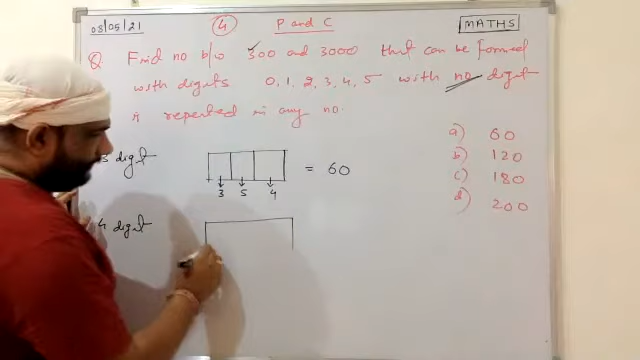 03/05/21 4 P and C MATHS
Q Find no b/w 300 and 3000 that can be formed
with digits 0, 1, 2, 3, 4, 5 with no digit
is repeated in any no.
3 digit = 60
3 5 4
4 digit
a) 60
b) 120
c) 180
d) 200